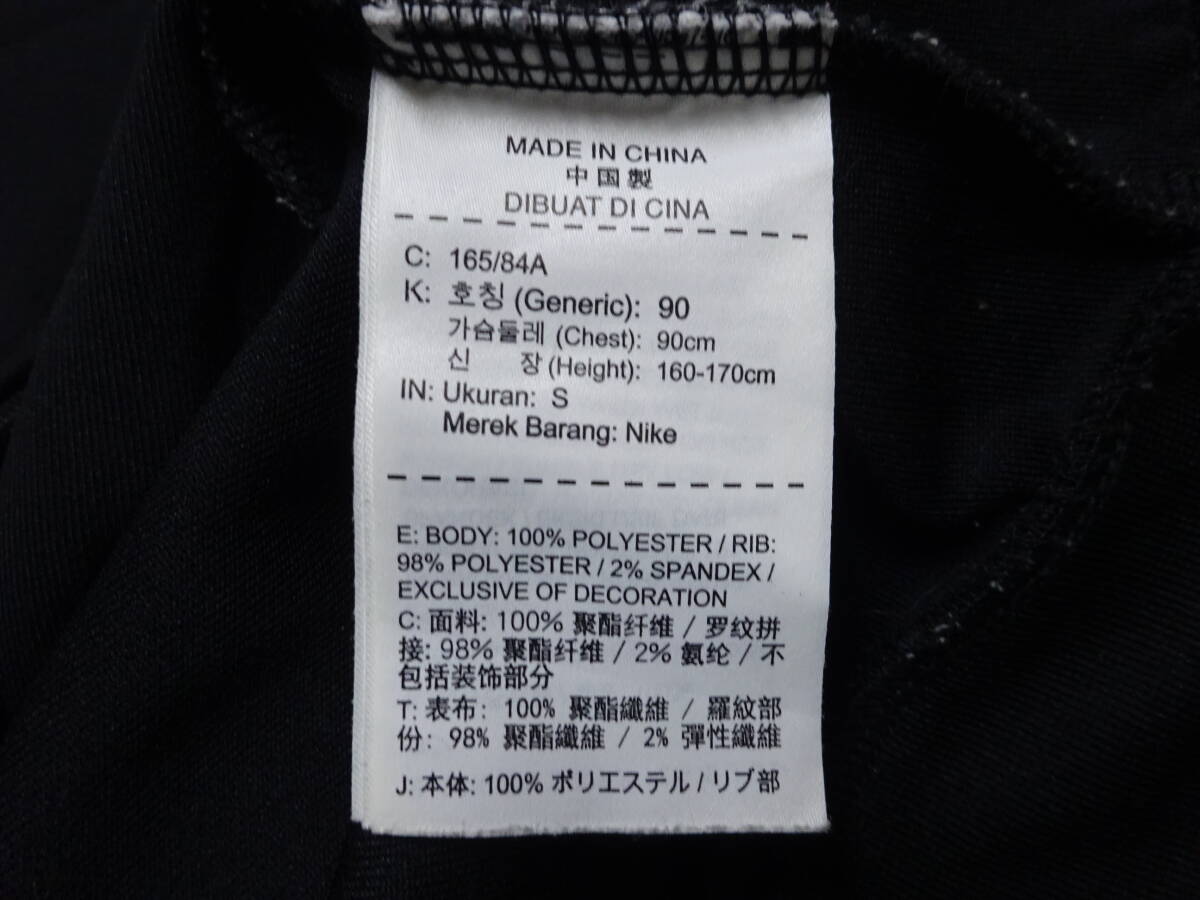 MADE IN CHINA
中国製
DIBUAT DI CINA
C: 165/84A
K: 호칭 (Generic): 90
가슴둘레 (Chest): 90cm
신 장 (Height): 160-170cm
IN: Ukuran: S
Merek Barang: Nike
E: BODY: 100% POLYESTER / RIB:
98% POLYESTER / 2% SPANDEX /
EXCLUSIVE OF DECORATION
C: 面料: 100% 聚酯纤维 / 罗纹拼
接: 98% 聚酯纤维 / 2% 氨纶 / 不
包括装饰部分
T: 表布: 100% 聚酯纖維 / 羅紋部
份: 98% 聚酯纖維 / 2% 彈性纖維
J: 本体: 100% ポリエステル / リブ部